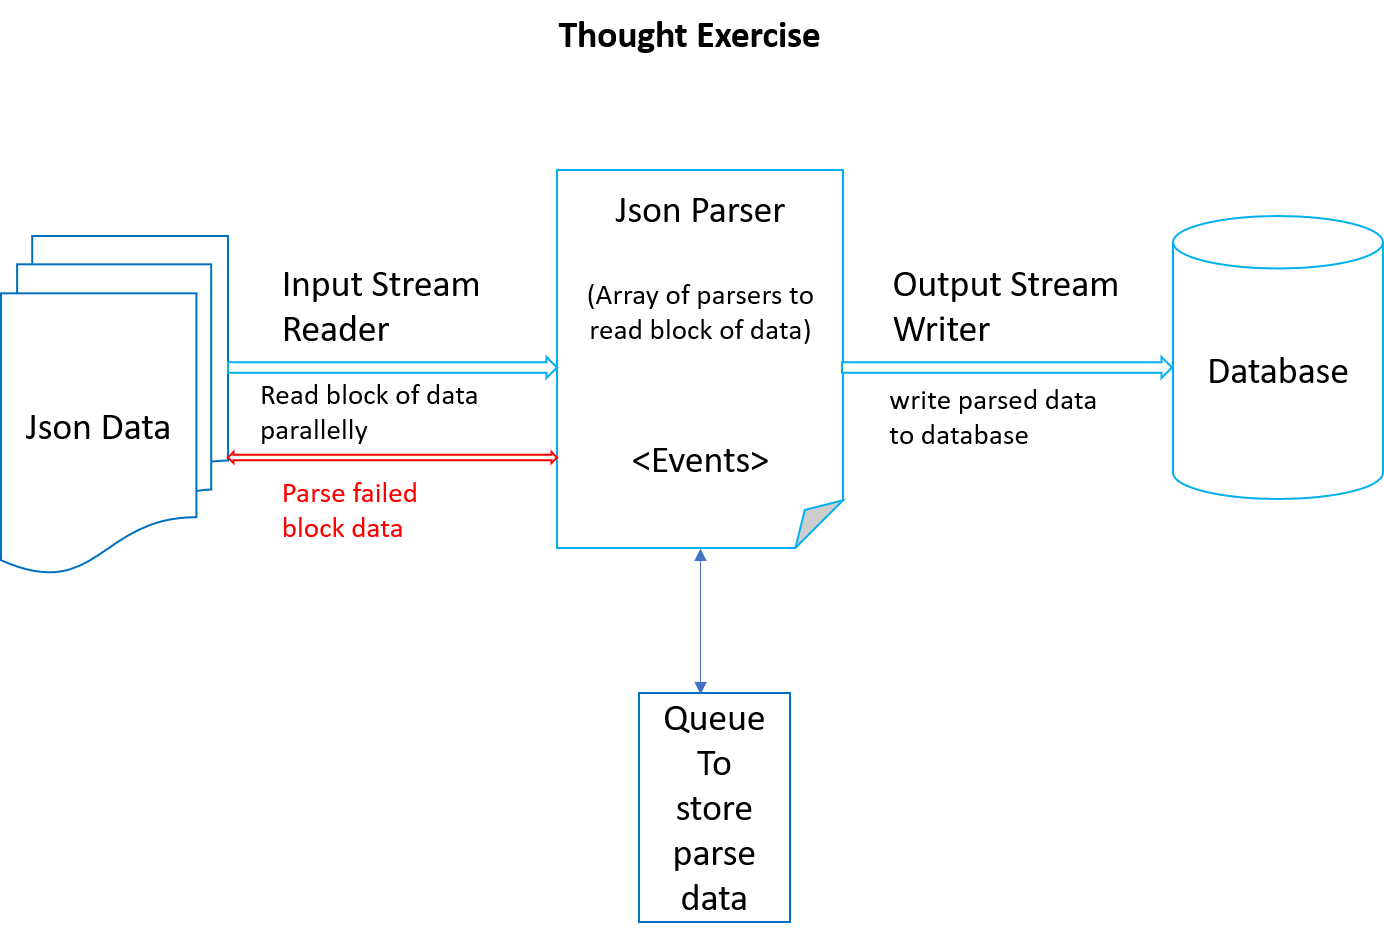 Thought Exercise
Json Data
Input Stream
Reader
Read block of data
parallelly
Parse failed
block data
Json Parser
(Array of parsers to
read block of data)
<Events>
Output Stream
Writer
write parsed data
to database
Database
Queue
To
store
parse
data